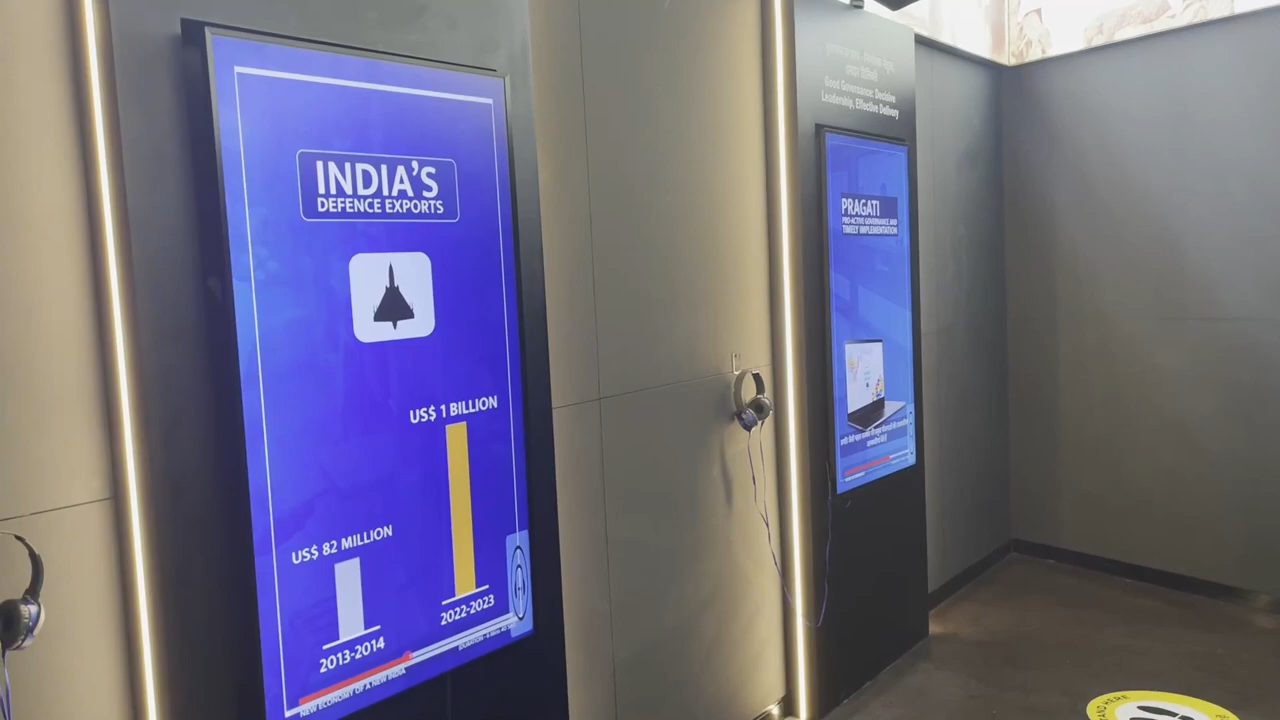 INDIA'S
DEFENCE EXPORTS
US$ 1 BILLION
US$ 82 MILLION
2022-2023
2013-2014
NEW ECONOMY OF A NEW INDIA
Good Governance: Decisive
Leadership, Effective Delivery
PRAGATI
PRO-ACTIVE GOVERNANCE AND
TIMELY IMPLEMENTATION
HERE